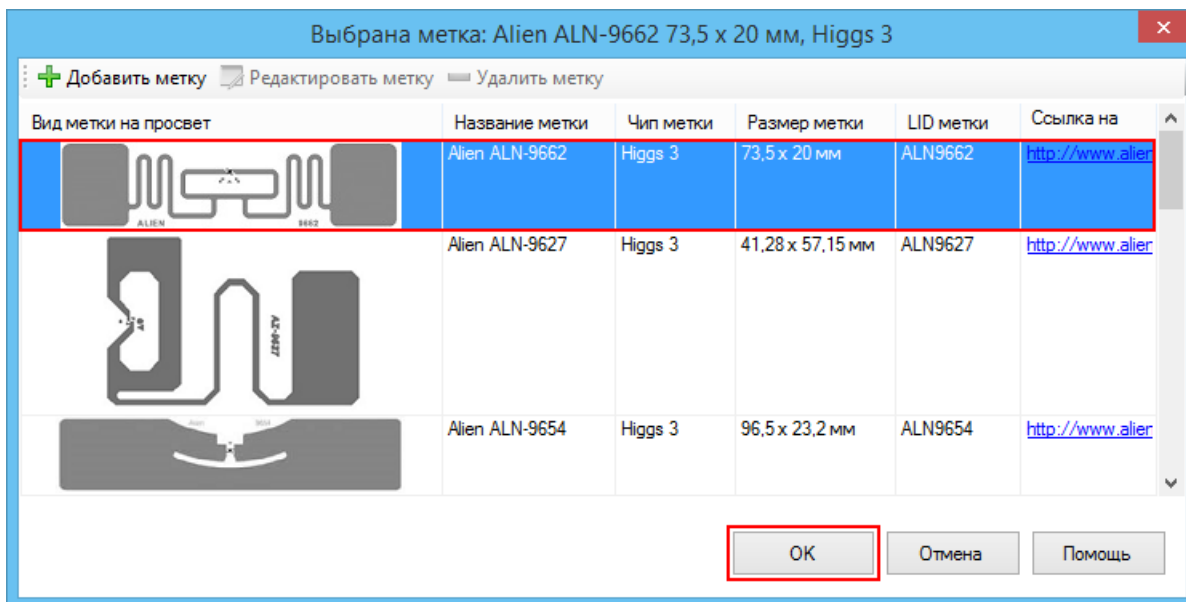 Выбрана метка: Alien ALN-9662 73,5 x 20 мм, Higgs 3
Добавить метку Редактировать метку Удалить метку
Вид метки на просвет Название метки Чип метки Размер метки LID метки Ссылка на
Alien ALN-9662 Higgs 3 73,5 x 20 мм ALN9662 http://www.alien
ALIEN 9662
Alien ALN-9627 Higgs 3 41,28 x 57,15 мм ALN9627 http://www.alien
AZ-9627
Alien ALN-9654 Higgs 3 96,5 x 23,2 мм ALN9654 http://www.alien
Alien 9654
OK Отмена Помощь